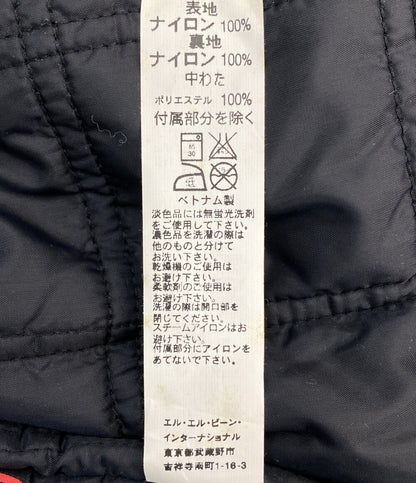 表地
ナイロン 100%
裏地
ナイロン 100%
中わた
ポリエステル 100%
付属部分を除く
30
ベトナム製
淡色品には無蛍光洗剤
をご使用して下さい。
濃色品を洗濯の際は
他のものと分けて
お洗い下さい。
乾燥機のご使用は
お避け下さい。
柔軟剤のご使用は
お避け下さい。
洗濯の際は開口部を
閉じてください。
スチームアイロンはお
避け下さい。
付属部分にアイロンを
あてないで下さい。
エル・エル・ビーン・
インターナショナル
東京都武蔵野市
吉祥寺南町1-16-3